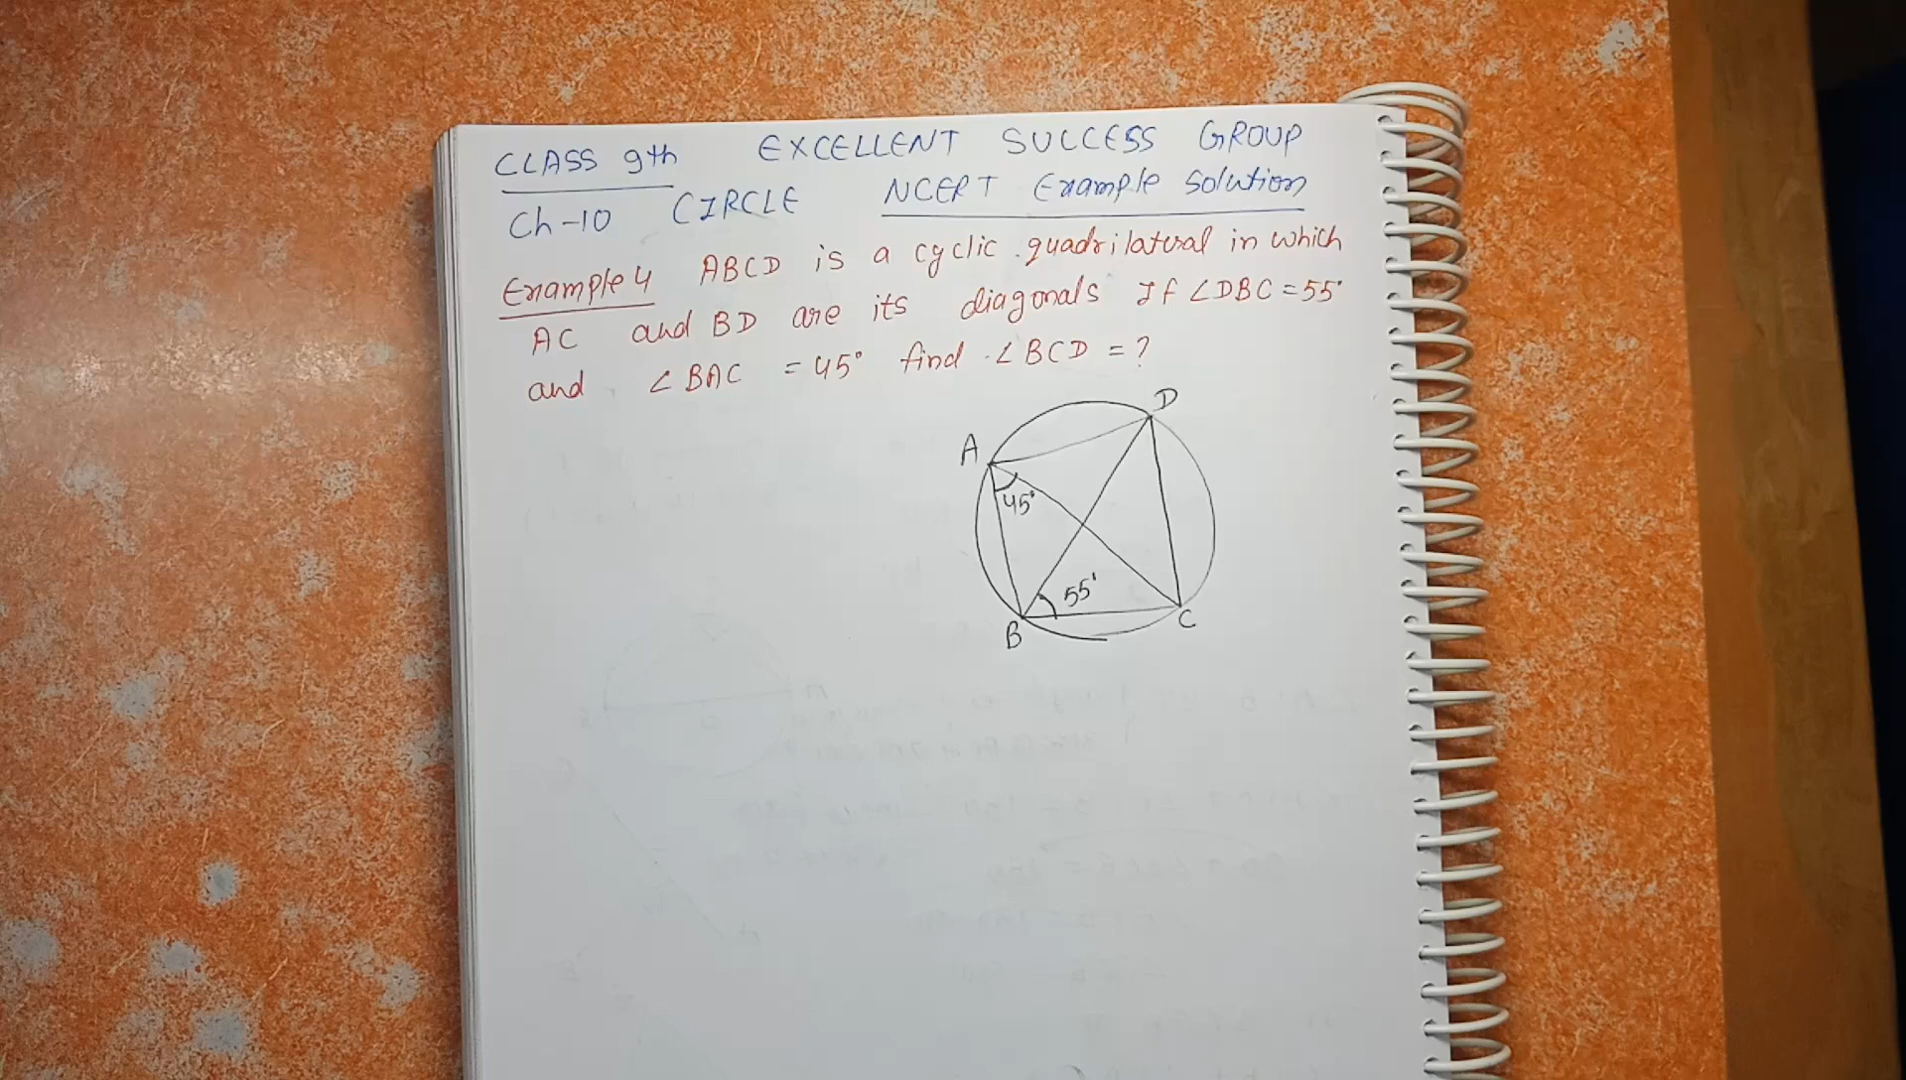 CLASS 9th EXCELLENT SUCCESS GROUP
Ch-10 CIRCLE NCERT Example Solution
Example 4 ABCD is a cyclic quadrilateral in which
AC and BD are its diagonals If ∠DBC = 55°
and ∠BAC = 45° find ∠BCD = ?
D
A
45°
55°
B
C